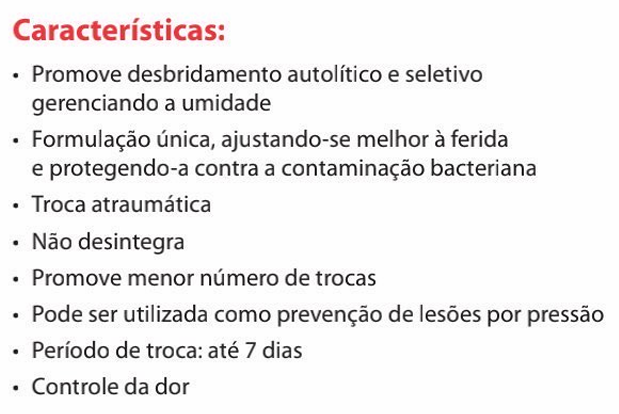 Características:
• Promove desbridamento autolítico e seletivo
gerenciando a umidade
• Formulação única, ajustando-se melhor à ferida
e protegendo-a contra a contaminação bacteriana
• Troca atraumática
• Não desintegra
• Promove menor número de trocas
• Pode ser utilizada como prevenção de lesões por pressão
• Período de troca: até 7 dias
• Controle da dor